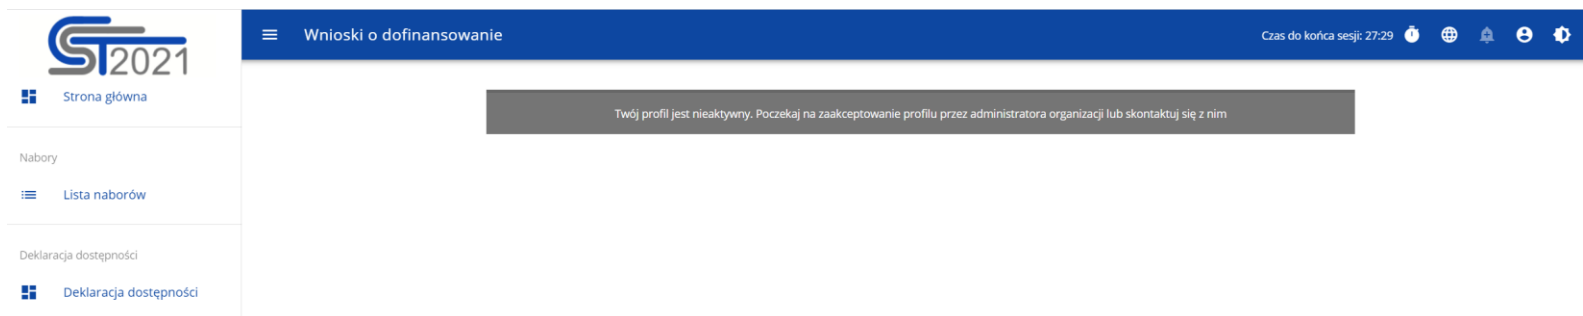 CST2021
Wnioski o dofinansowanie
Czas do końca sesji: 27:29
Strona główna
Twój profil jest nieaktywny. Poczekaj na zaakceptowanie profilu przez administratora organizacji lub skontaktuj się z nim
Nabory
Lista naborów
Deklaracja dostępności
Deklaracja dostępności